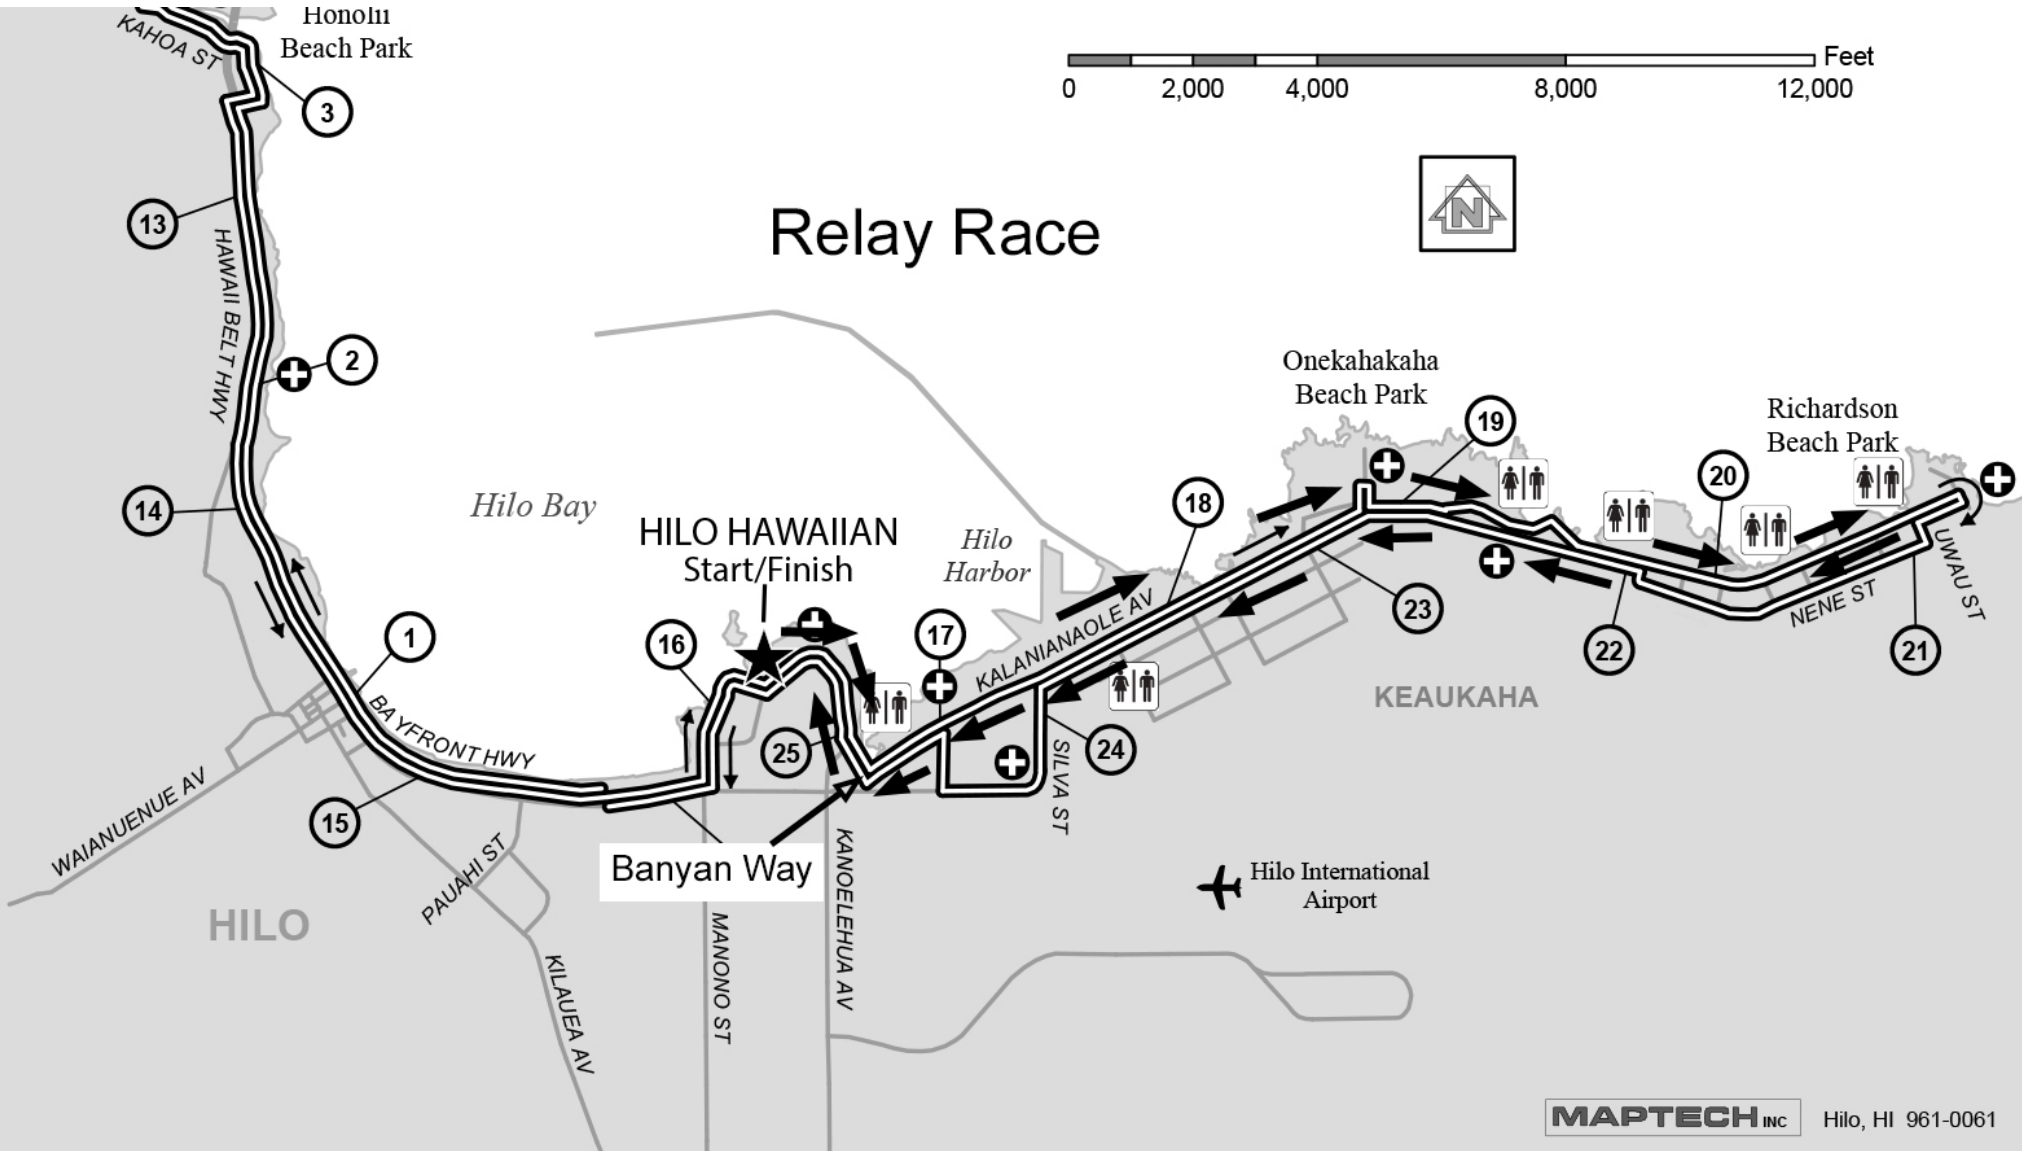 Honolii
Beach Park
KAHOA ST
3
Feet
0
2,000
4,000
8,000
12,000
N
13
Relay Race
HAWAII BELT HWY
2
Onekahakaha
Beach Park
19
Richardson
Beach Park
20
18
14
Hilo Bay
HILO HAWAIIAN
Start/Finish
Hilo
Harbor
KALANIANAOLE AV
UWAU ST
NENE ST
23
22
21
1
16
17
KEAUKAHA
BAYFRONT HWY
25
24
SILVA ST
15
WAIANUENUE AV
PAUAHI ST
Banyan Way
KANOELEHUA AV
Hilo International
Airport
HILO
MANONO ST
KILAUEA AV
MAPTECH INC
Hilo, HI 961-0061